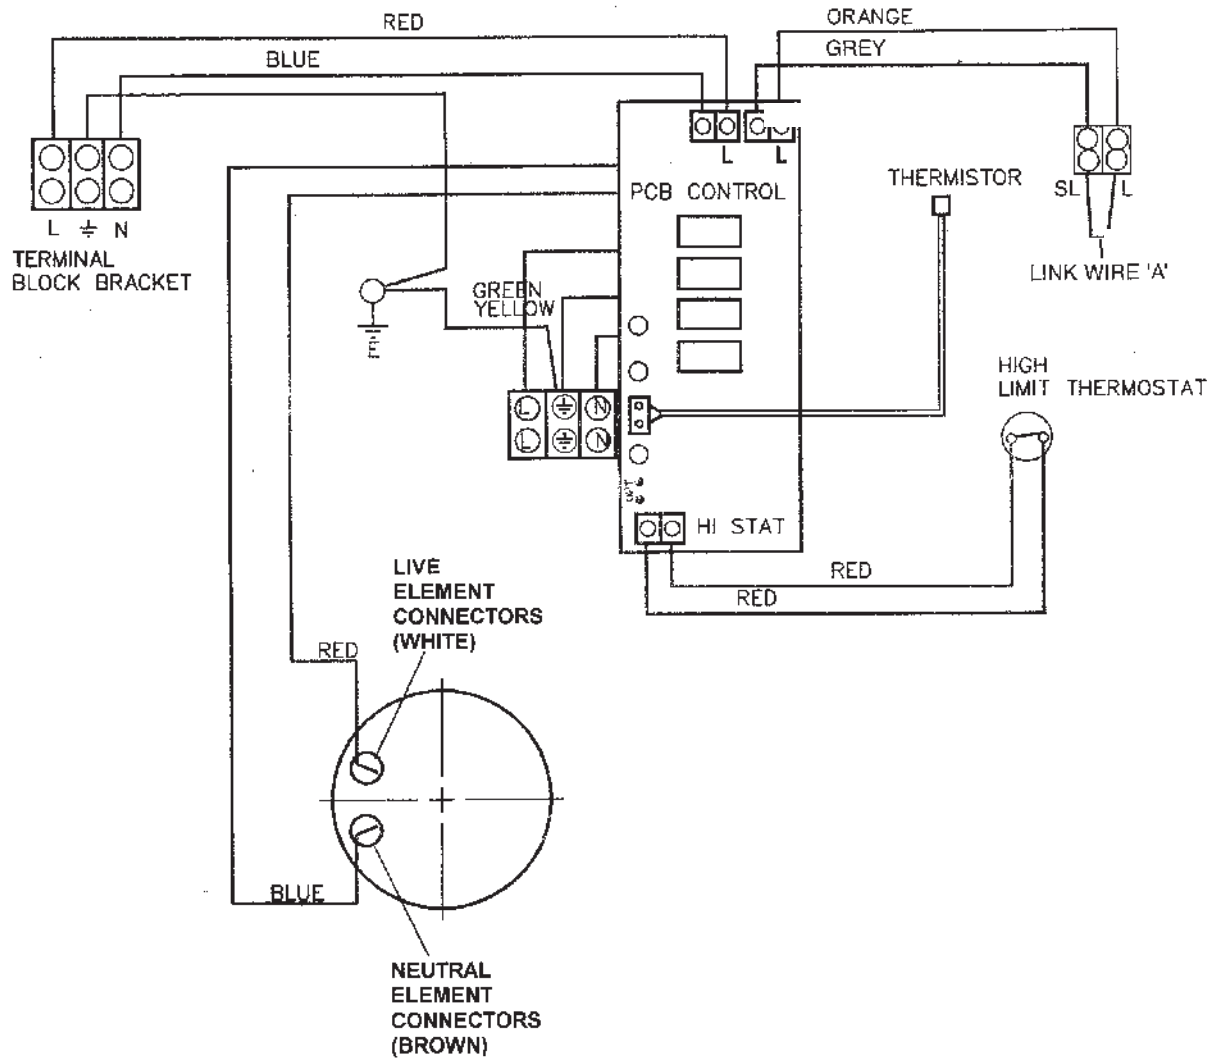 RED
ORANGE
BLUE
GREY
L
L
THERMISTOR
PCB CONTROL
SL
L
L
N
TERMINAL
BLOCK BRACKET
LINK WIRE 'A'
GREEN
YELLOW
E
HIGH
LIMIT THERMOSTAT
L
N
L
N
HI STAT
RED
RED
LIVE
ELEMENT
CONNECTORS
(WHITE)
RED
BLUE
NEUTRAL
ELEMENT
CONNECTORS
(BROWN)